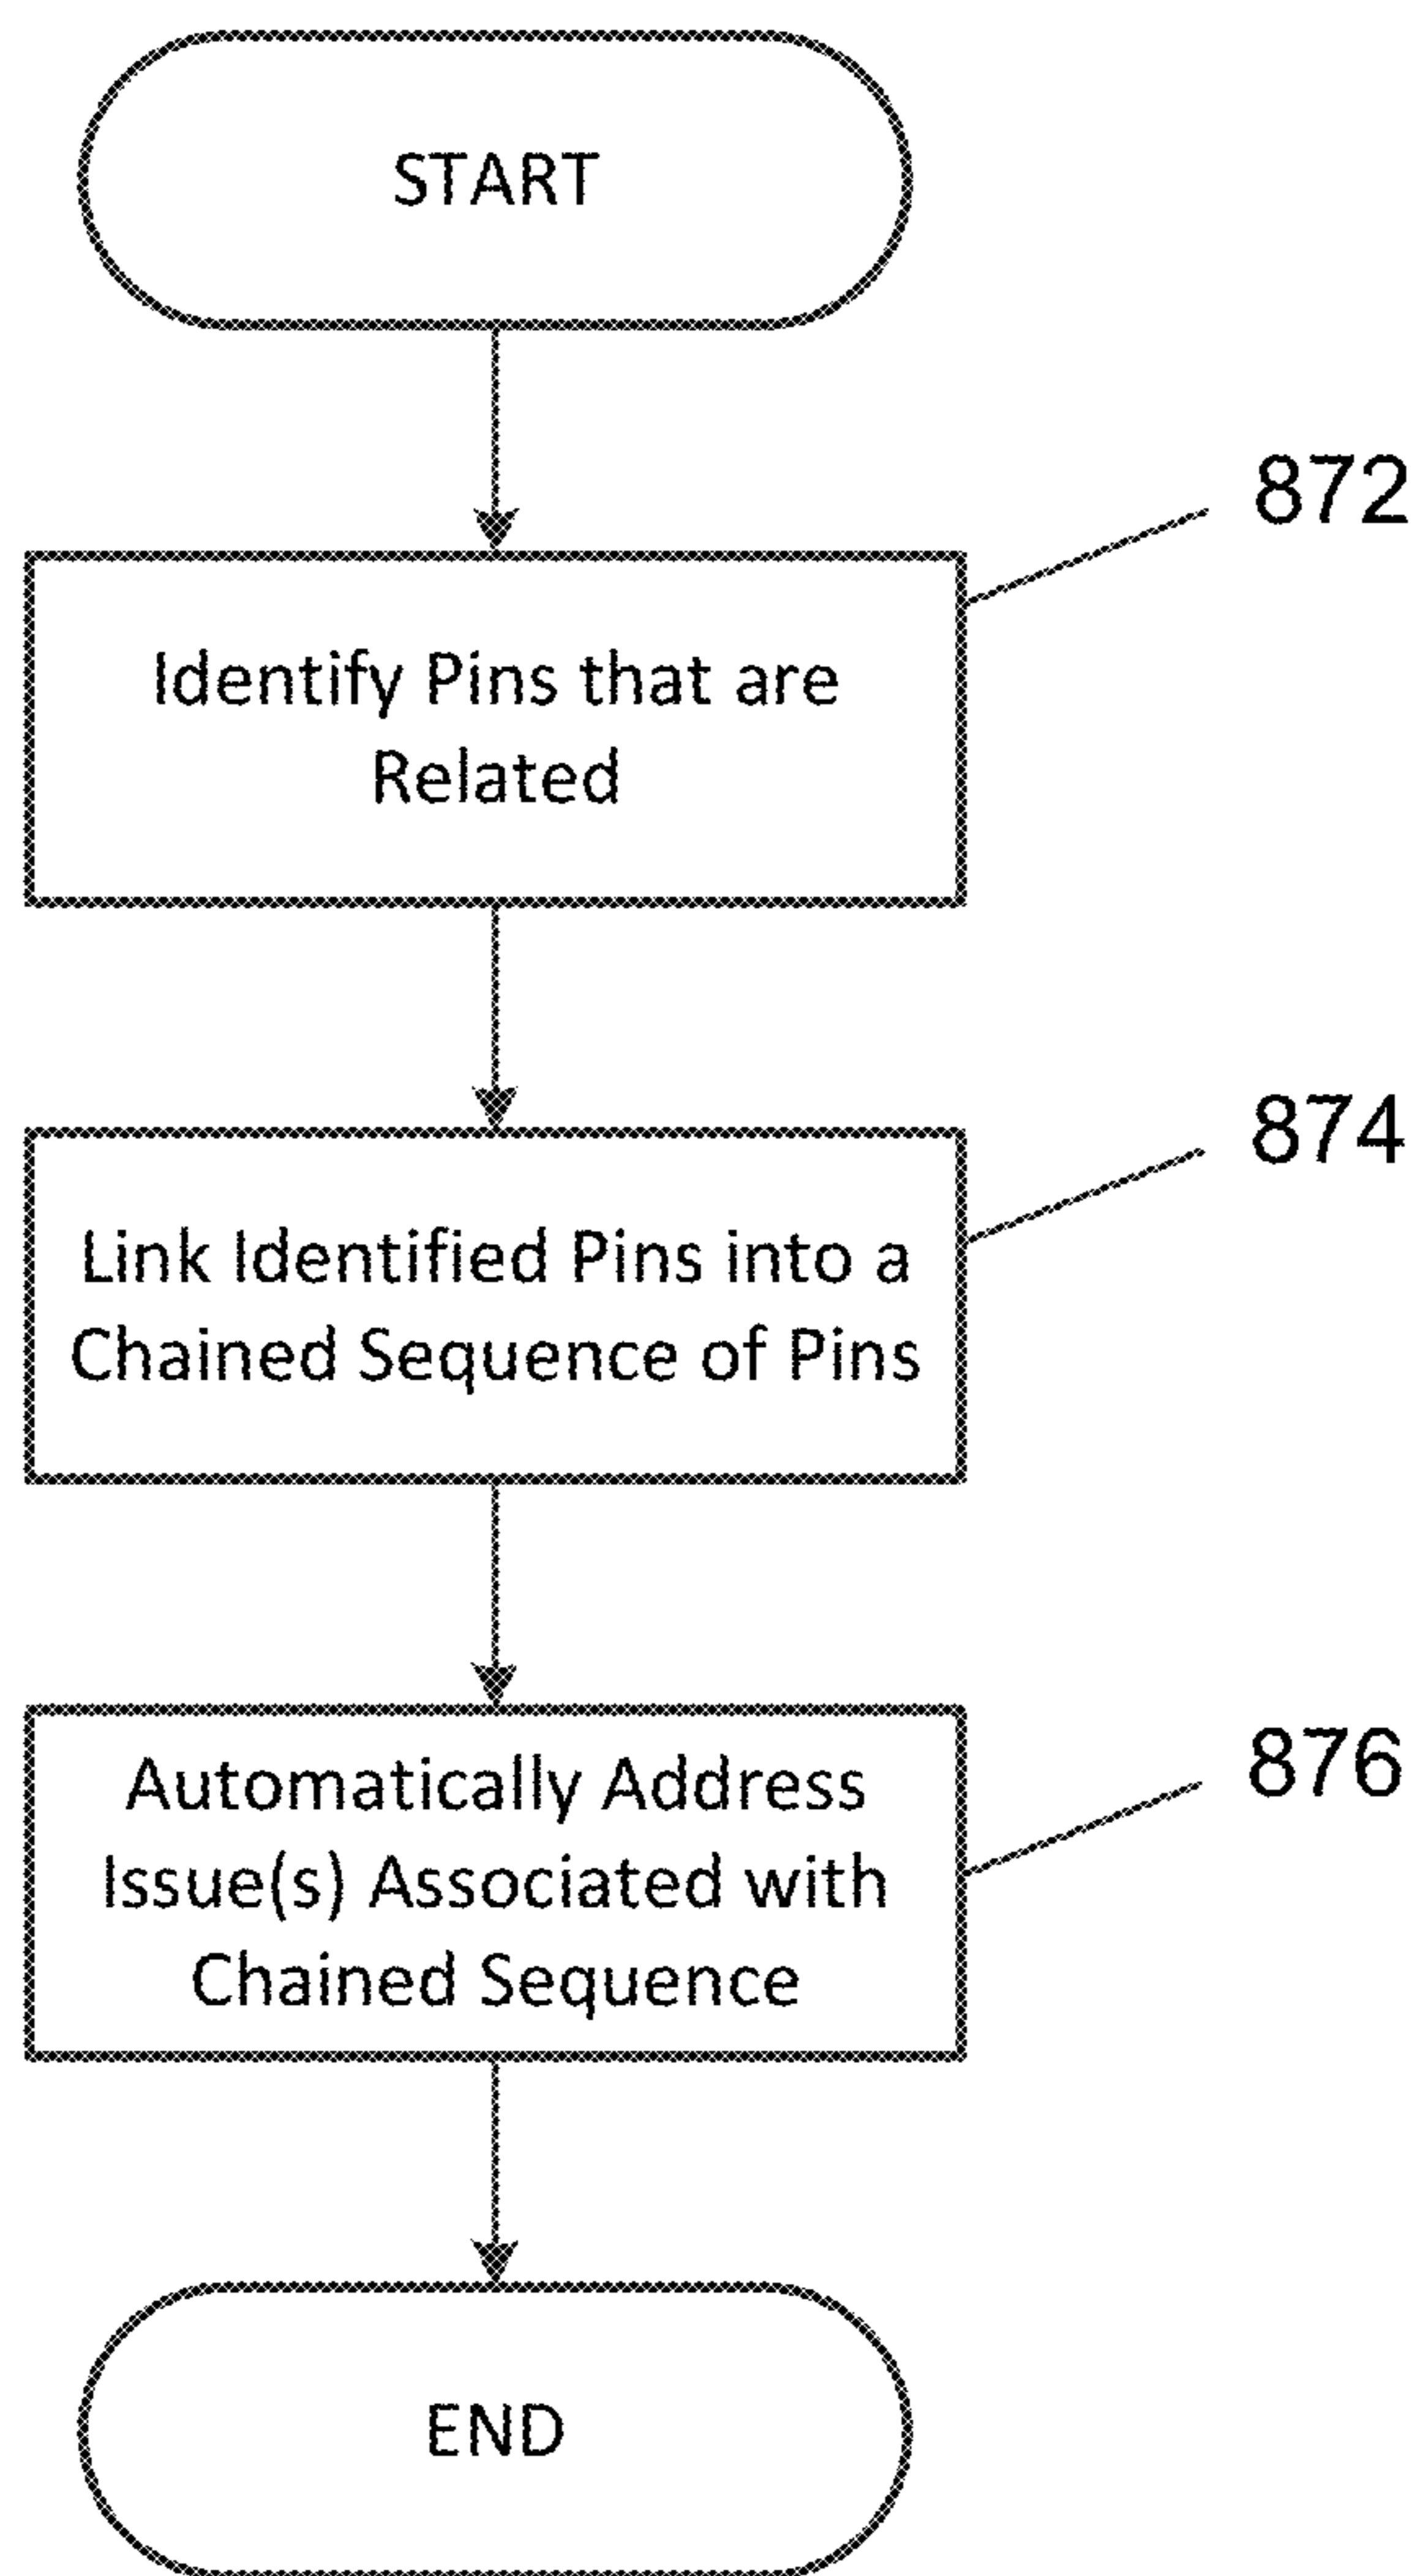 START
872
Identify Pins that are
Related
874
Link Identified Pins into a
Chained Sequence of Pins
876
Automatically Address
Issue(s) Associated with
Chained Sequence
END